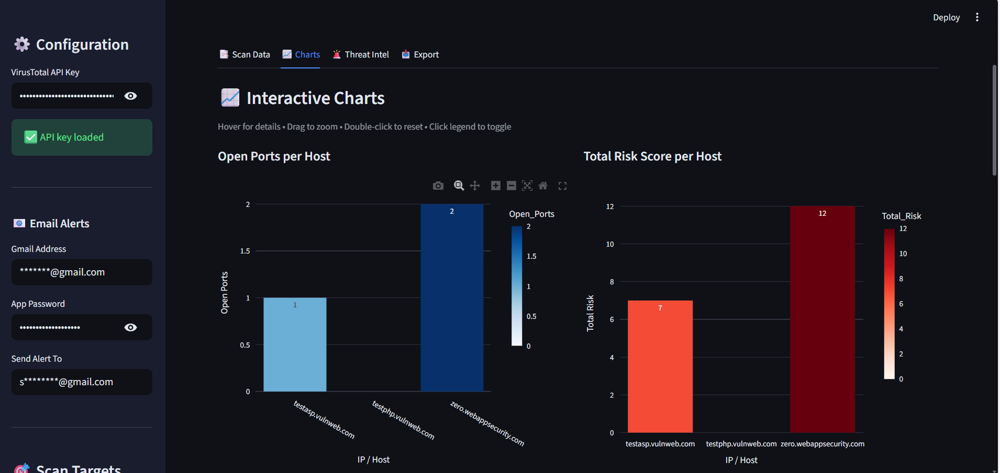 Deploy
Configuration
VirusTotal API Key
••••••••••••••••••••••••••••••
API key loaded
Email Alerts
Gmail Address
*******@gmail.com
App Password
•••••••••••••••••••
Send Alert To
s********@gmail.com
Scan Targets
Scan Data
Charts
Threat Intel
Export
Interactive Charts
Hover for details • Drag to zoom • Double-click to reset • Click legend to toggle
Open Ports per Host
2
1.5
1
0.5
0
Open Ports
1
2
testasp.vulnweb.com
testphp.vulnweb.com
zero.webappsecurity.com
IP / Host
Open_Ports
2
1.5
1
0.5
0
Total Risk Score per Host
12
10
8
6
4
2
0
Total Risk
7
12
testasp.vulnweb.com
testphp.vulnweb.com
zero.webappsecurity.com
IP / Host
Total_Risk
12
10
8
6
4
2
0